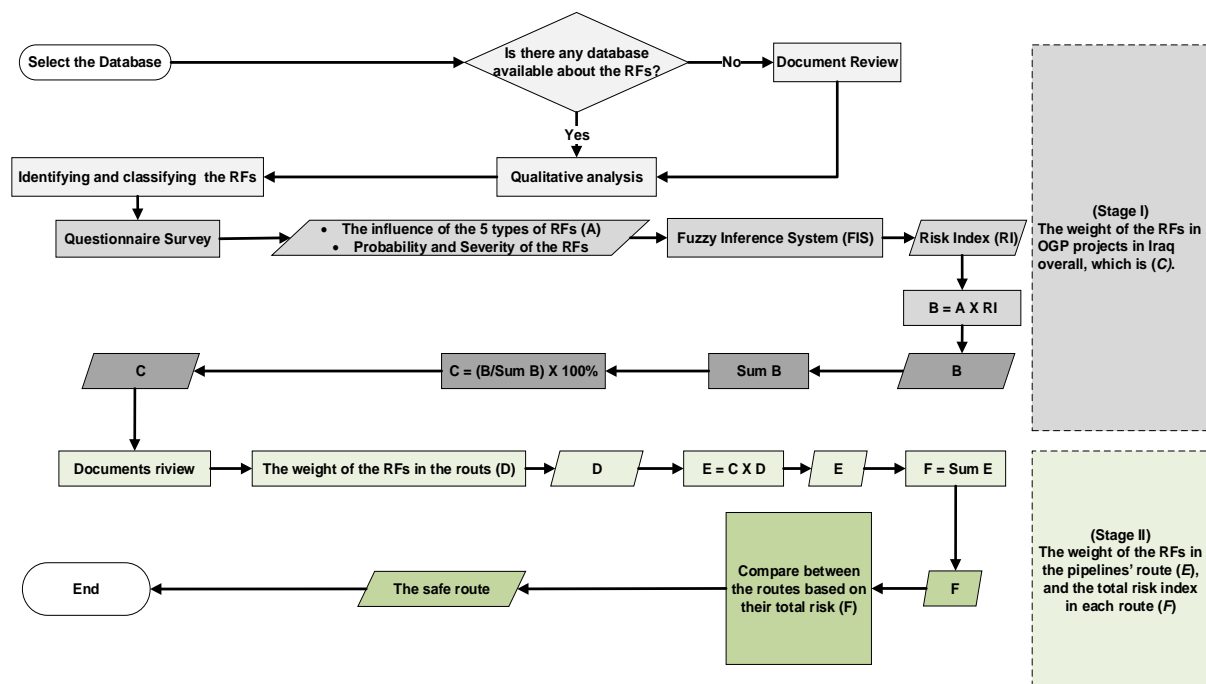 Select the Database
Is there any database
available about the RFs?
No
Document Review
Yes
Identifying and classifying the RFs
Qualitative analysis
Questionnaire Survey
• The influence of the 5 types of RFs (A)
• Probability and Severity of the RFs
Fuzzy Inference System (FIS)
Risk Index (RI)
B = A X RI
C
C = (B/Sum B) X 100%
Sum B
B
(Stage I)
The weight of the RFs in
OGP projects in Iraq
overall, which is (C).
Documents riview
The weight of the RFs in the routs (D)
D
E = C X D
E
F = Sum E
End
The safe route
Compare between
the routes based on
their total risk (F)
F
(Stage II)
The weight of the RFs in
the pipelines' route (E),
and the total risk index
in each route (F)